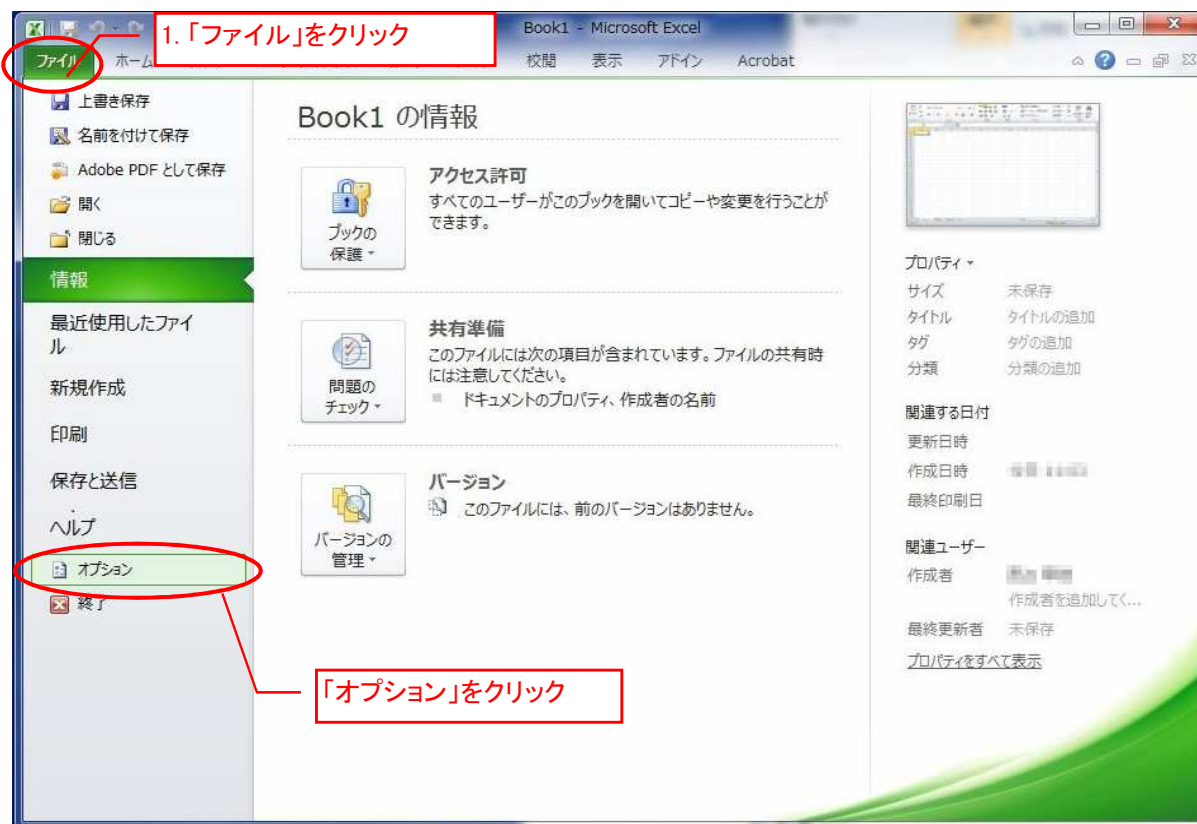 Book1 - Microsoft Excel
1. 「ファイル」をクリック
ファイル ホーム 校閲 表示 アドイン Acrobat
上書き保存
名前を付けて保存
Adobe PDF として保存
開く
閉じる
情報
最近使用したファイ
ル
新規作成
印刷
保存と送信
ヘルプ
オプション
終了
「オプション」をクリック
Book1 の情報
ブックの
保護
アクセス許可
すべてのユーザーがこのブックを開いてコピーや変更を行うことが
できます。
問題の
チェック
共有準備
このファイルには次の項目が含まれています。ファイルの共有時
には注意してください。
ドキュメントのプロパティ、作成者の名前
バージョンの
管理
バージョン
このファイルには、前のバージョンはありません。
プロパティ
サイズ 未保存
タイトル タイトルの追加
タグ タグの追加
分類 分類の追加
関連する日付
更新日時
作成日時
最終印刷日
関連ユーザー
作成者
作成者を追加してく...
最終更新者 未保存
プロパティをすべて表示